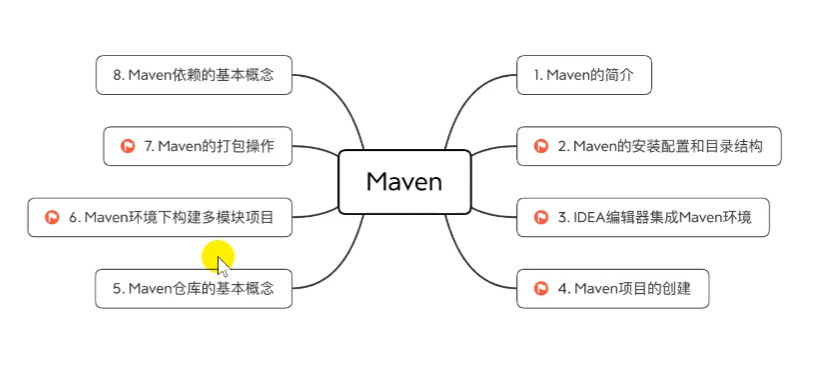 Maven
1. Maven的简介
2. Maven的安装配置和目录结构
3. IDEA编辑器集成Maven环境
4. Maven项目的创建
5. Maven仓库的基本概念
6. Maven环境下构建多模块项目
7. Maven的打包操作
8. Maven依赖的基本概念